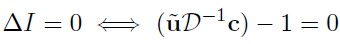 ΔI = 0 ⟺ (ũ𝒟⁻¹c) − 1 = 0